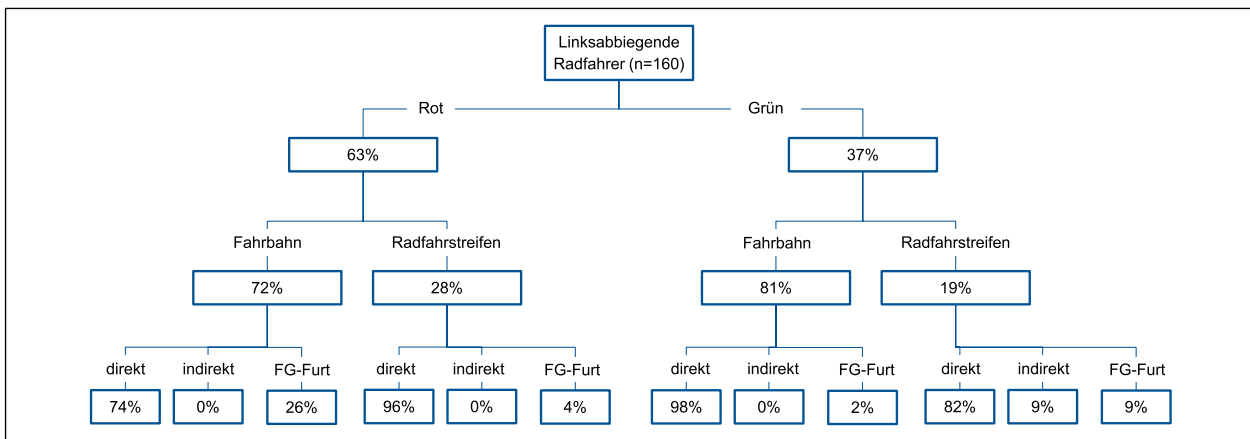 Linksabbiegende
Radfahrer (n=160)
Rot
Grün
63%
37%
Fahrbahn
Radfahrstreifen
Fahrbahn
Radfahrstreifen
72%
28%
81%
19%
direkt
indirekt
FG-Furt
direkt
indirekt
FG-Furt
direkt
indirekt
FG-Furt
direkt
indirekt
FG-Furt
74%
0%
26%
96%
0%
4%
98%
0%
2%
82%
9%
9%